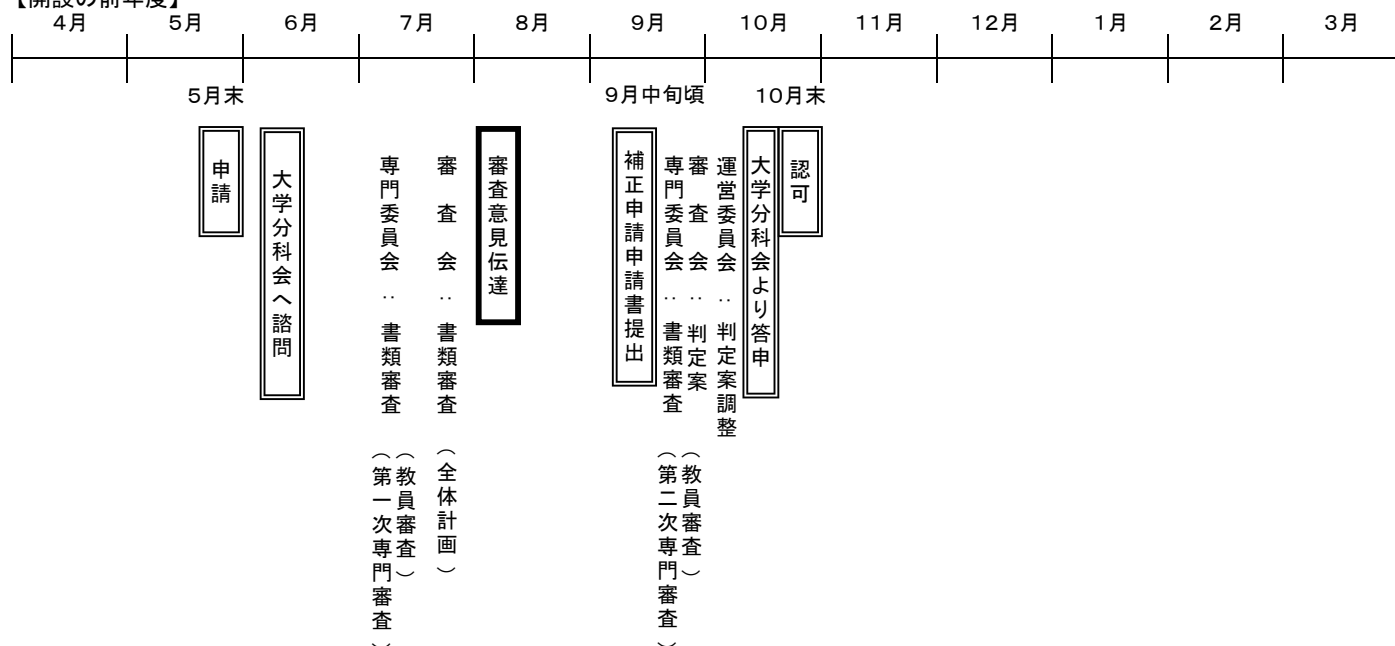 【開設の前年度】
4月 5月 6月 7月 8月 9月 10月 11月 12月 1月 2月 3月
5月末 9月中旬頃 10月末
申請
大学分科会へ諮問
専門委員会：書類審査（教員審査）
（第一次専門審査）
審査会：書類審査（全体計画）
審査意見伝達
補正申請申請書提出
専門委員会：書類審査（教員審査）
（第二次専門審査）
審査会：判定案
運営委員会：判定案調整
大学分科会より答申
認可